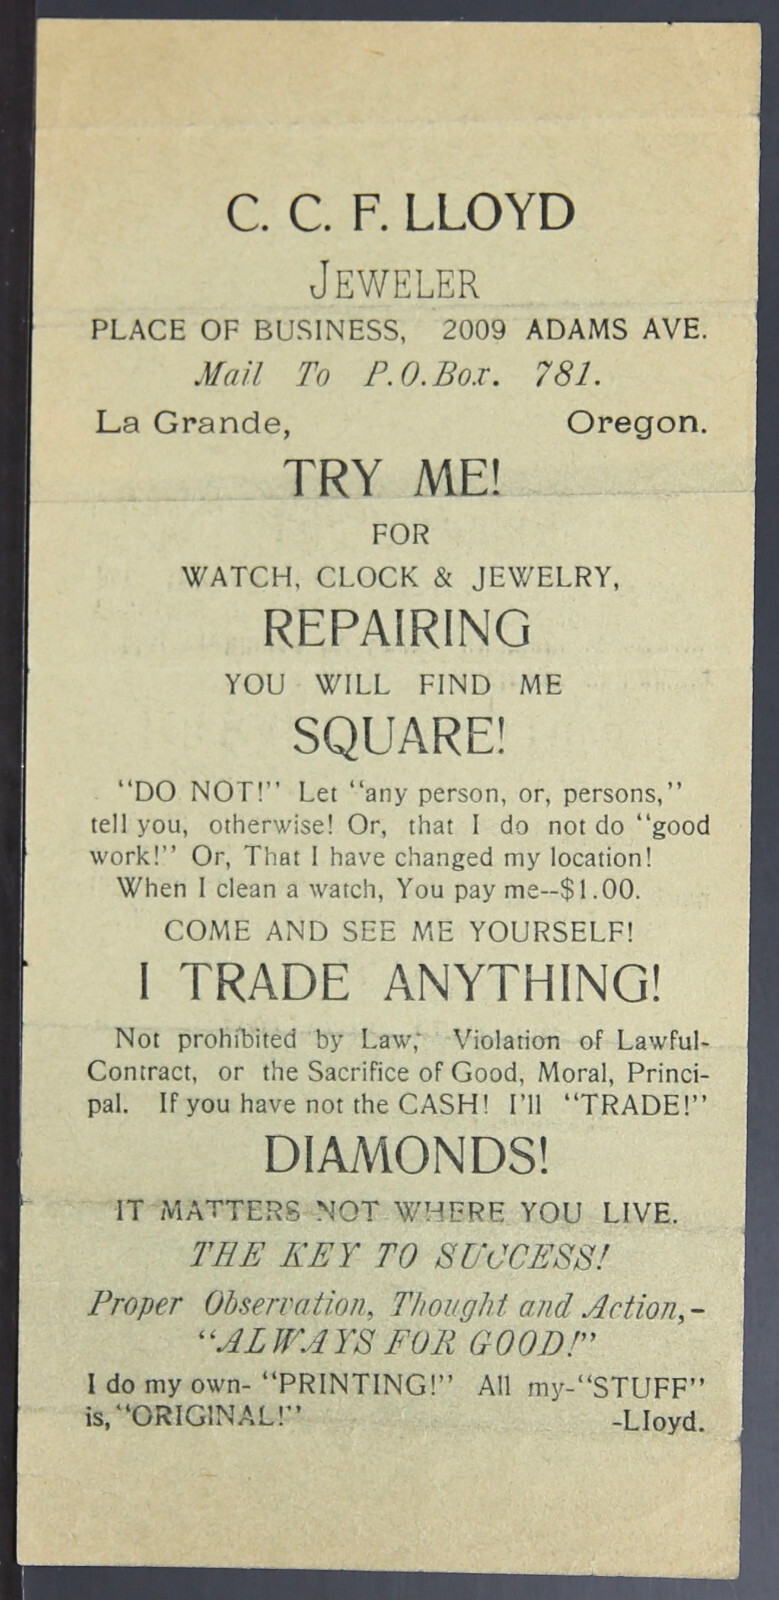 C. C. F. LLOYD
JEWELER
PLACE OF BUSINESS, 2009 ADAMS AVE.
Mail To P.O.Box. 781.
La Grande, Oregon.
TRY ME!
FOR
WATCH, CLOCK & JEWELRY,
REPAIRING
YOU WILL FIND ME
SQUARE!
"DO NOT!" Let "any person, or, persons,"
tell you, otherwise! Or, that I do not do "good
work!" Or, That I have changed my location!
When I clean a watch, You pay me--$1.00.
COME AND SEE ME YOURSELF!
I TRADE ANYTHING!
Not prohibited by Law; Violation of Lawful-
Contract, or the Sacrifice of Good, Moral, Princi-
pal. If you have not the CASH! I'll "TRADE!"
DIAMONDS!
IT MATTERS NOT WHERE YOU LIVE.
THE KEY TO SUCCESS!
Proper Observation, Thought and Action,-
"ALWAYS FOR GOOD!"
I do my own- "PRINTING!" All my-"STUFF"
is, "ORIGINAL!" -Lloyd.